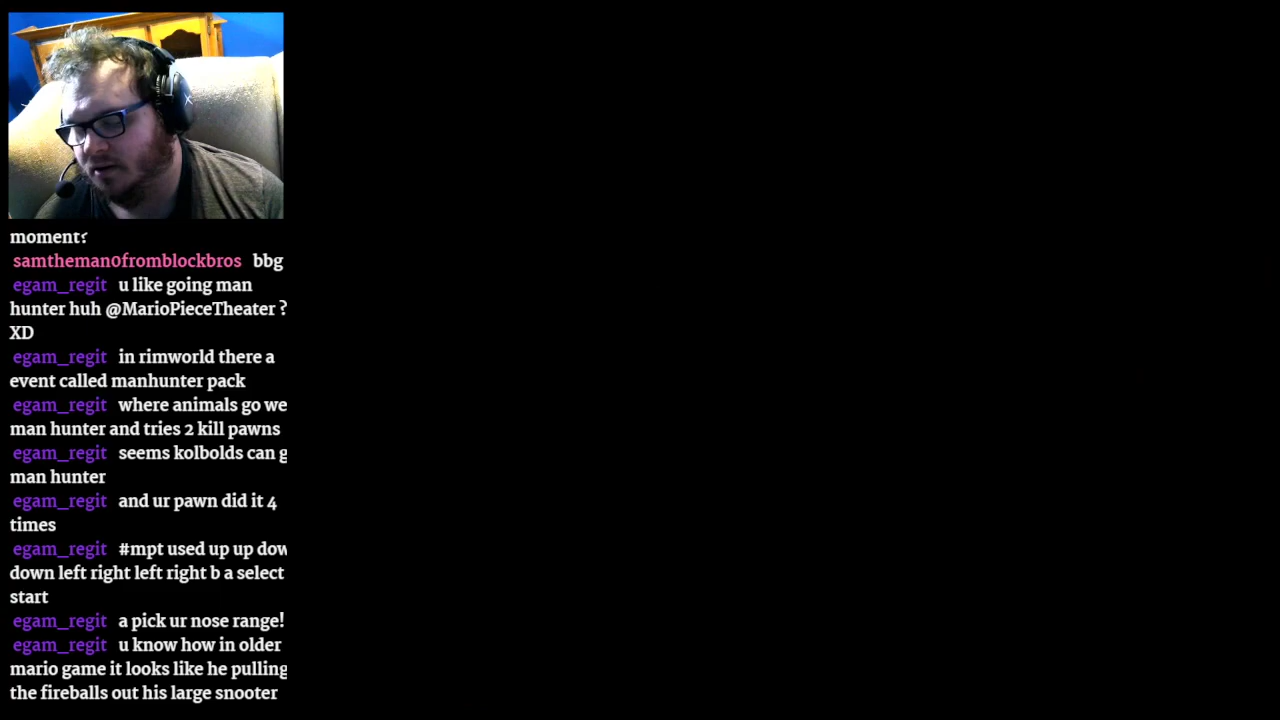 moment?
samtheman0fromblockbros bbg
egam_regit u like going man
hunter huh @MarioPieceTheater ?
XD
egam_regit in rimworld there a
event called manhunter pack
egam_regit where animals go we
man hunter and tries 2 kill pawns
egam_regit seems kolbolds can g
man hunter
egam_regit and ur pawn did it 4
times
egam_regit #mpt used up up dow
down left right left right b a select
start
egam_regit a pick ur nose range!
egam_regit u know how in older
mario game it looks like he pulling
the fireballs out his large snooter